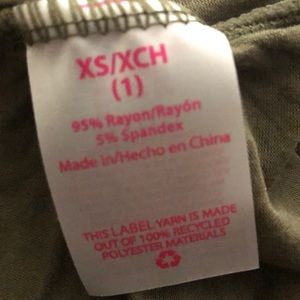 XS/XCH
(1)
95% Rayon/Rayón
5% Spandex
Made in/Hecho en China
THIS LABEL YARN IS MADE
OUT OF 100% RECYCLED
POLYESTER MATERIALS